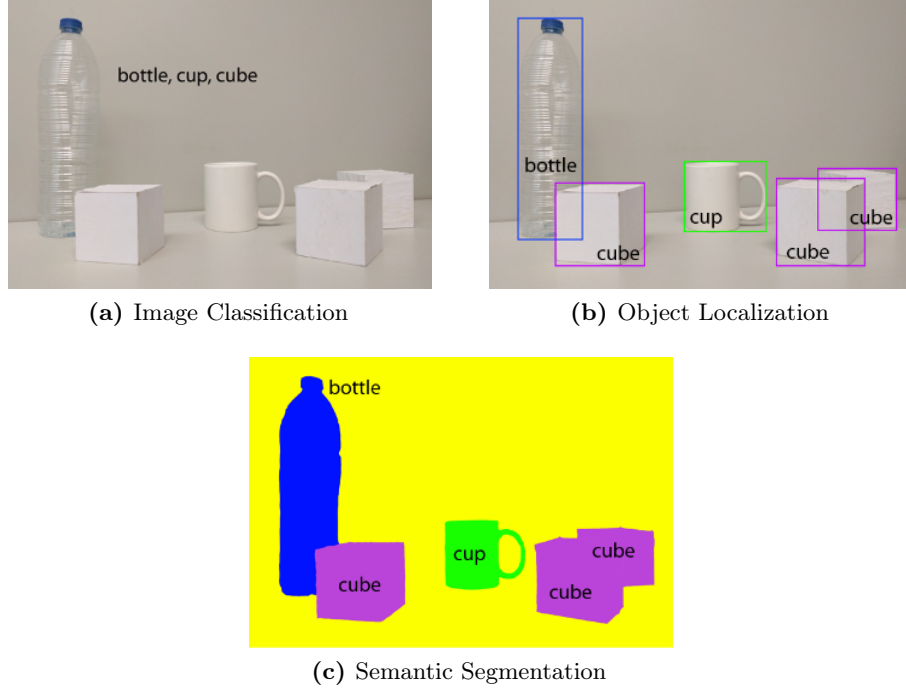 bottle, cup, cube
bottle
cup
cube
cube
cube
(a) Image Classification
(b) Object Localization
bottle
cup
cube
cube
cube
(c) Semantic Segmentation